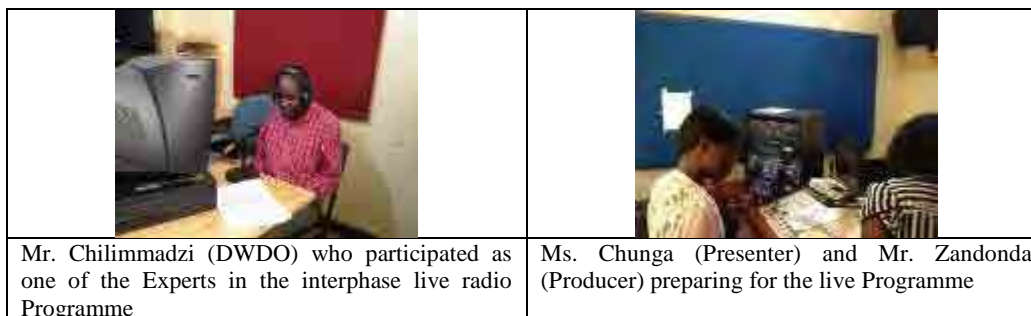 Mr. Chilimmadzi (DWDO) who participated as
one of the Experts in the interphase live radio
Programme
Ms. Chunga (Presenter) and Mr. Zandonda
(Producer) preparing for the live Programme